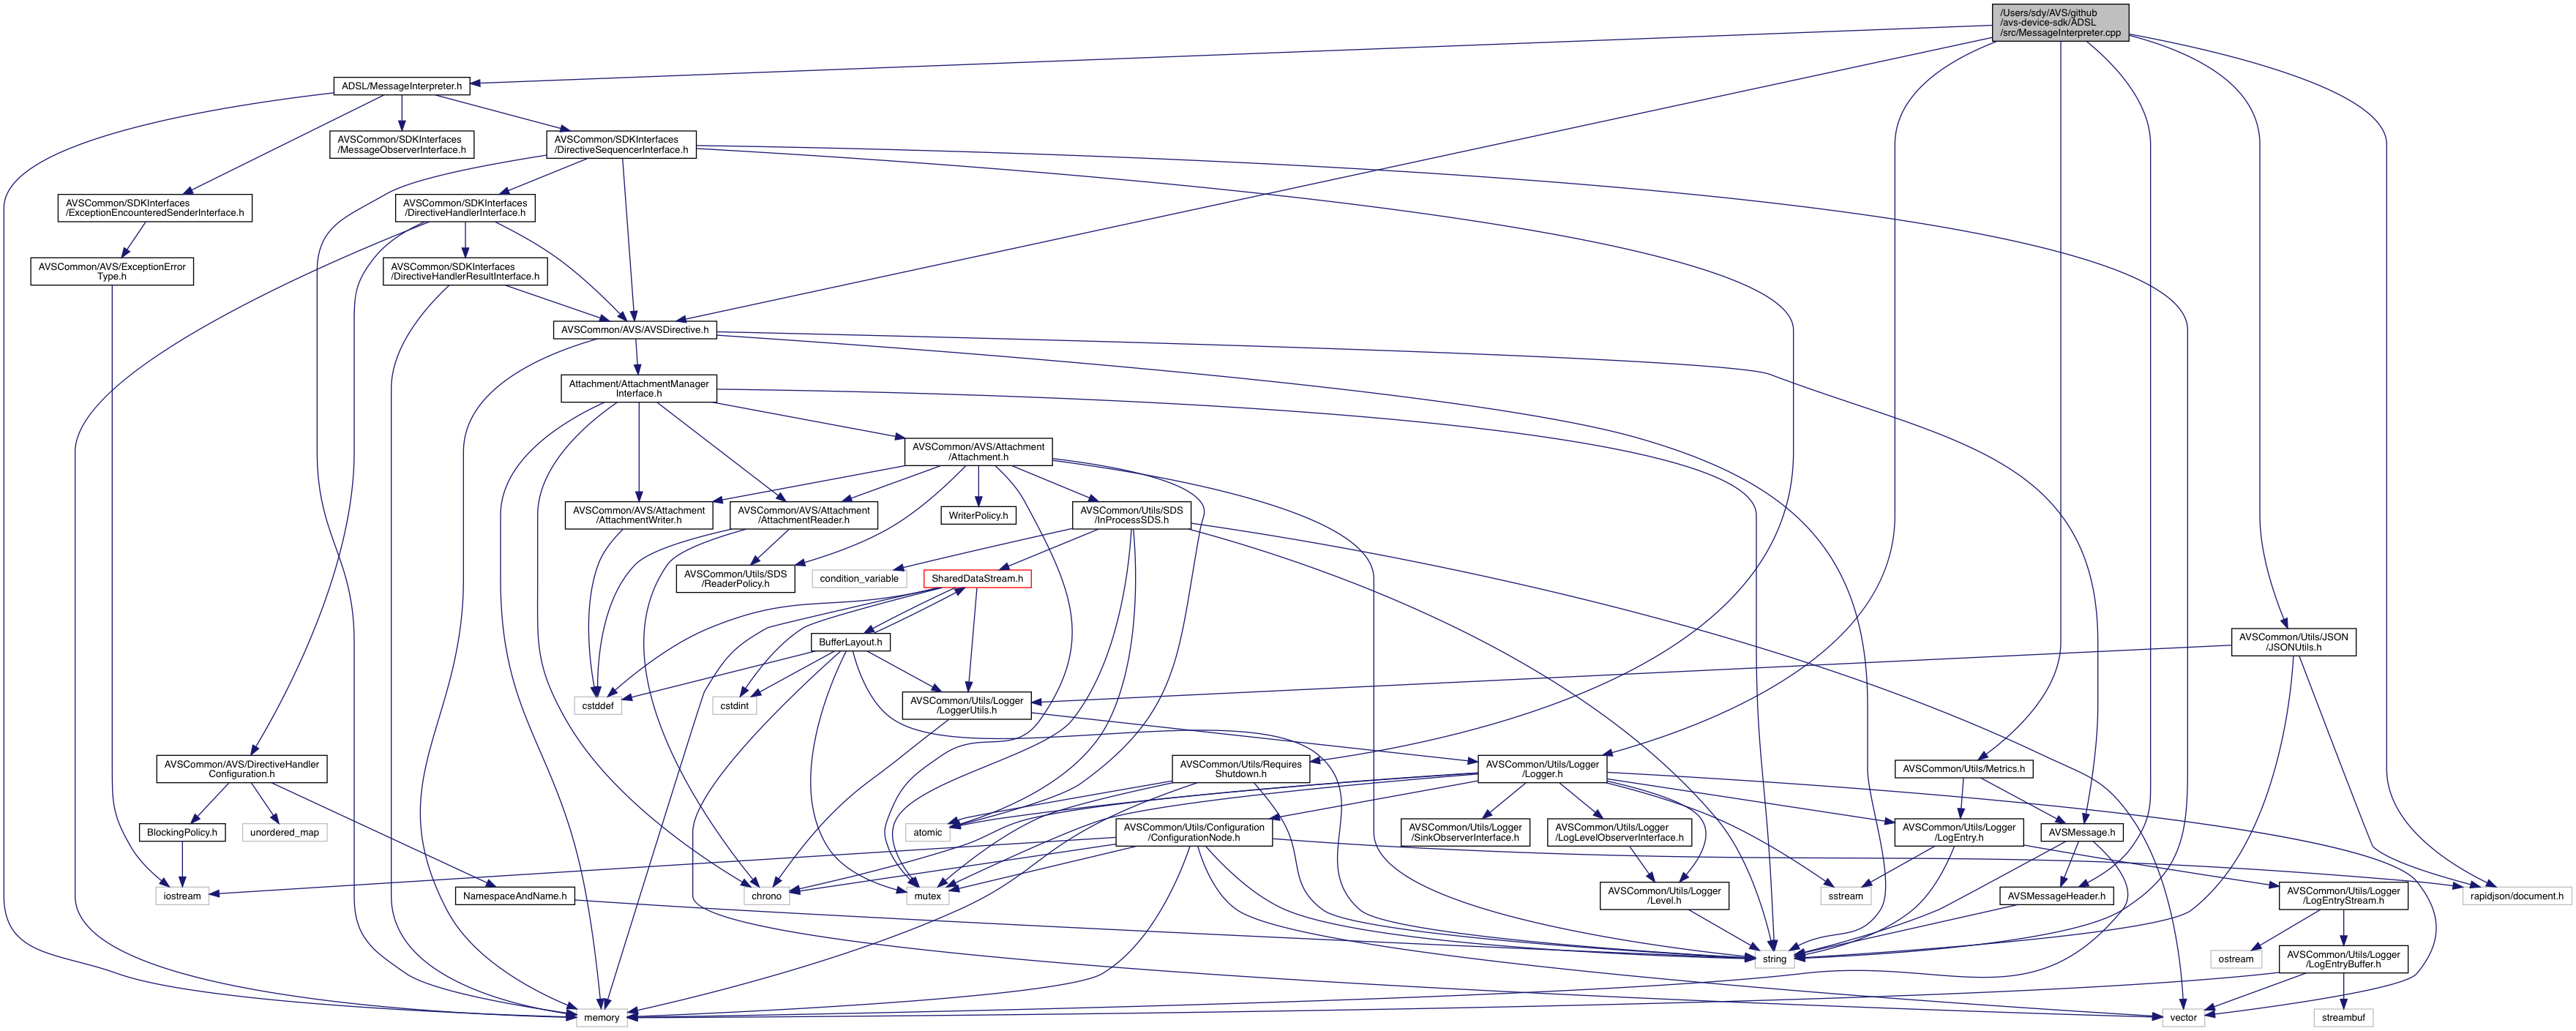 /Users/sdy/AVS/github
/avs-device-sdk/ADSL
/src/MessageInterpreter.cpp
ADSL/MessageInterpreter.h
AVSCommon/SDKInterfaces
/MessageObserverInterface.h
AVSCommon/SDKInterfaces
/DirectiveSequencerInterface.h
AVSCommon/SDKInterfaces
/ExceptionEncounteredSenderInterface.h
AVSCommon/SDKInterfaces
/DirectiveHandlerInterface.h
AVSCommon/AVS/ExceptionError
Type.h
AVSCommon/SDKInterfaces
/DirectiveHandlerResultInterface.h
AVSCommon/AVS/AVSDirective.h
Attachment/AttachmentManager
Interface.h
AVSCommon/AVS/Attachment
/Attachment.h
AVSCommon/AVS/Attachment
/AttachmentWriter.h
AVSCommon/AVS/Attachment
/AttachmentReader.h
WriterPolicy.h
AVSCommon/Utils/SDS
/InProcessSDS.h
AVSCommon/Utils/SDS
/ReaderPolicy.h
condition_variable
SharedDataStream.h
BufferLayout.h
AVSCommon/Utils/JSON
/JSONUtils.h
cstddef
cstdint
AVSCommon/Utils/Logger
/LoggerUtils.h
AVSCommon/AVS/DirectiveHandler
Configuration.h
AVSCommon/Utils/Requires
Shutdown.h
AVSCommon/Utils/Logger
/Logger.h
AVSCommon/Utils/Metrics.h
BlockingPolicy.h
unordered_map
atomic
AVSCommon/Utils/Configuration
/ConfigurationNode.h
AVSCommon/Utils/Logger
/SinkObserverInterface.h
AVSCommon/Utils/Logger
/LogLevelObserverInterface.h
AVSCommon/Utils/Logger
/LogEntry.h
AVSMessage.h
iostream
NamespaceAndName.h
chrono
mutex
AVSCommon/Utils/Logger
/Level.h
sstream
AVSMessageHeader.h
AVSCommon/Utils/Logger
/LogEntryStream.h
rapidjson/document.h
string
ostream
AVSCommon/Utils/Logger
/LogEntryBuffer.h
memory
vector
streambuf